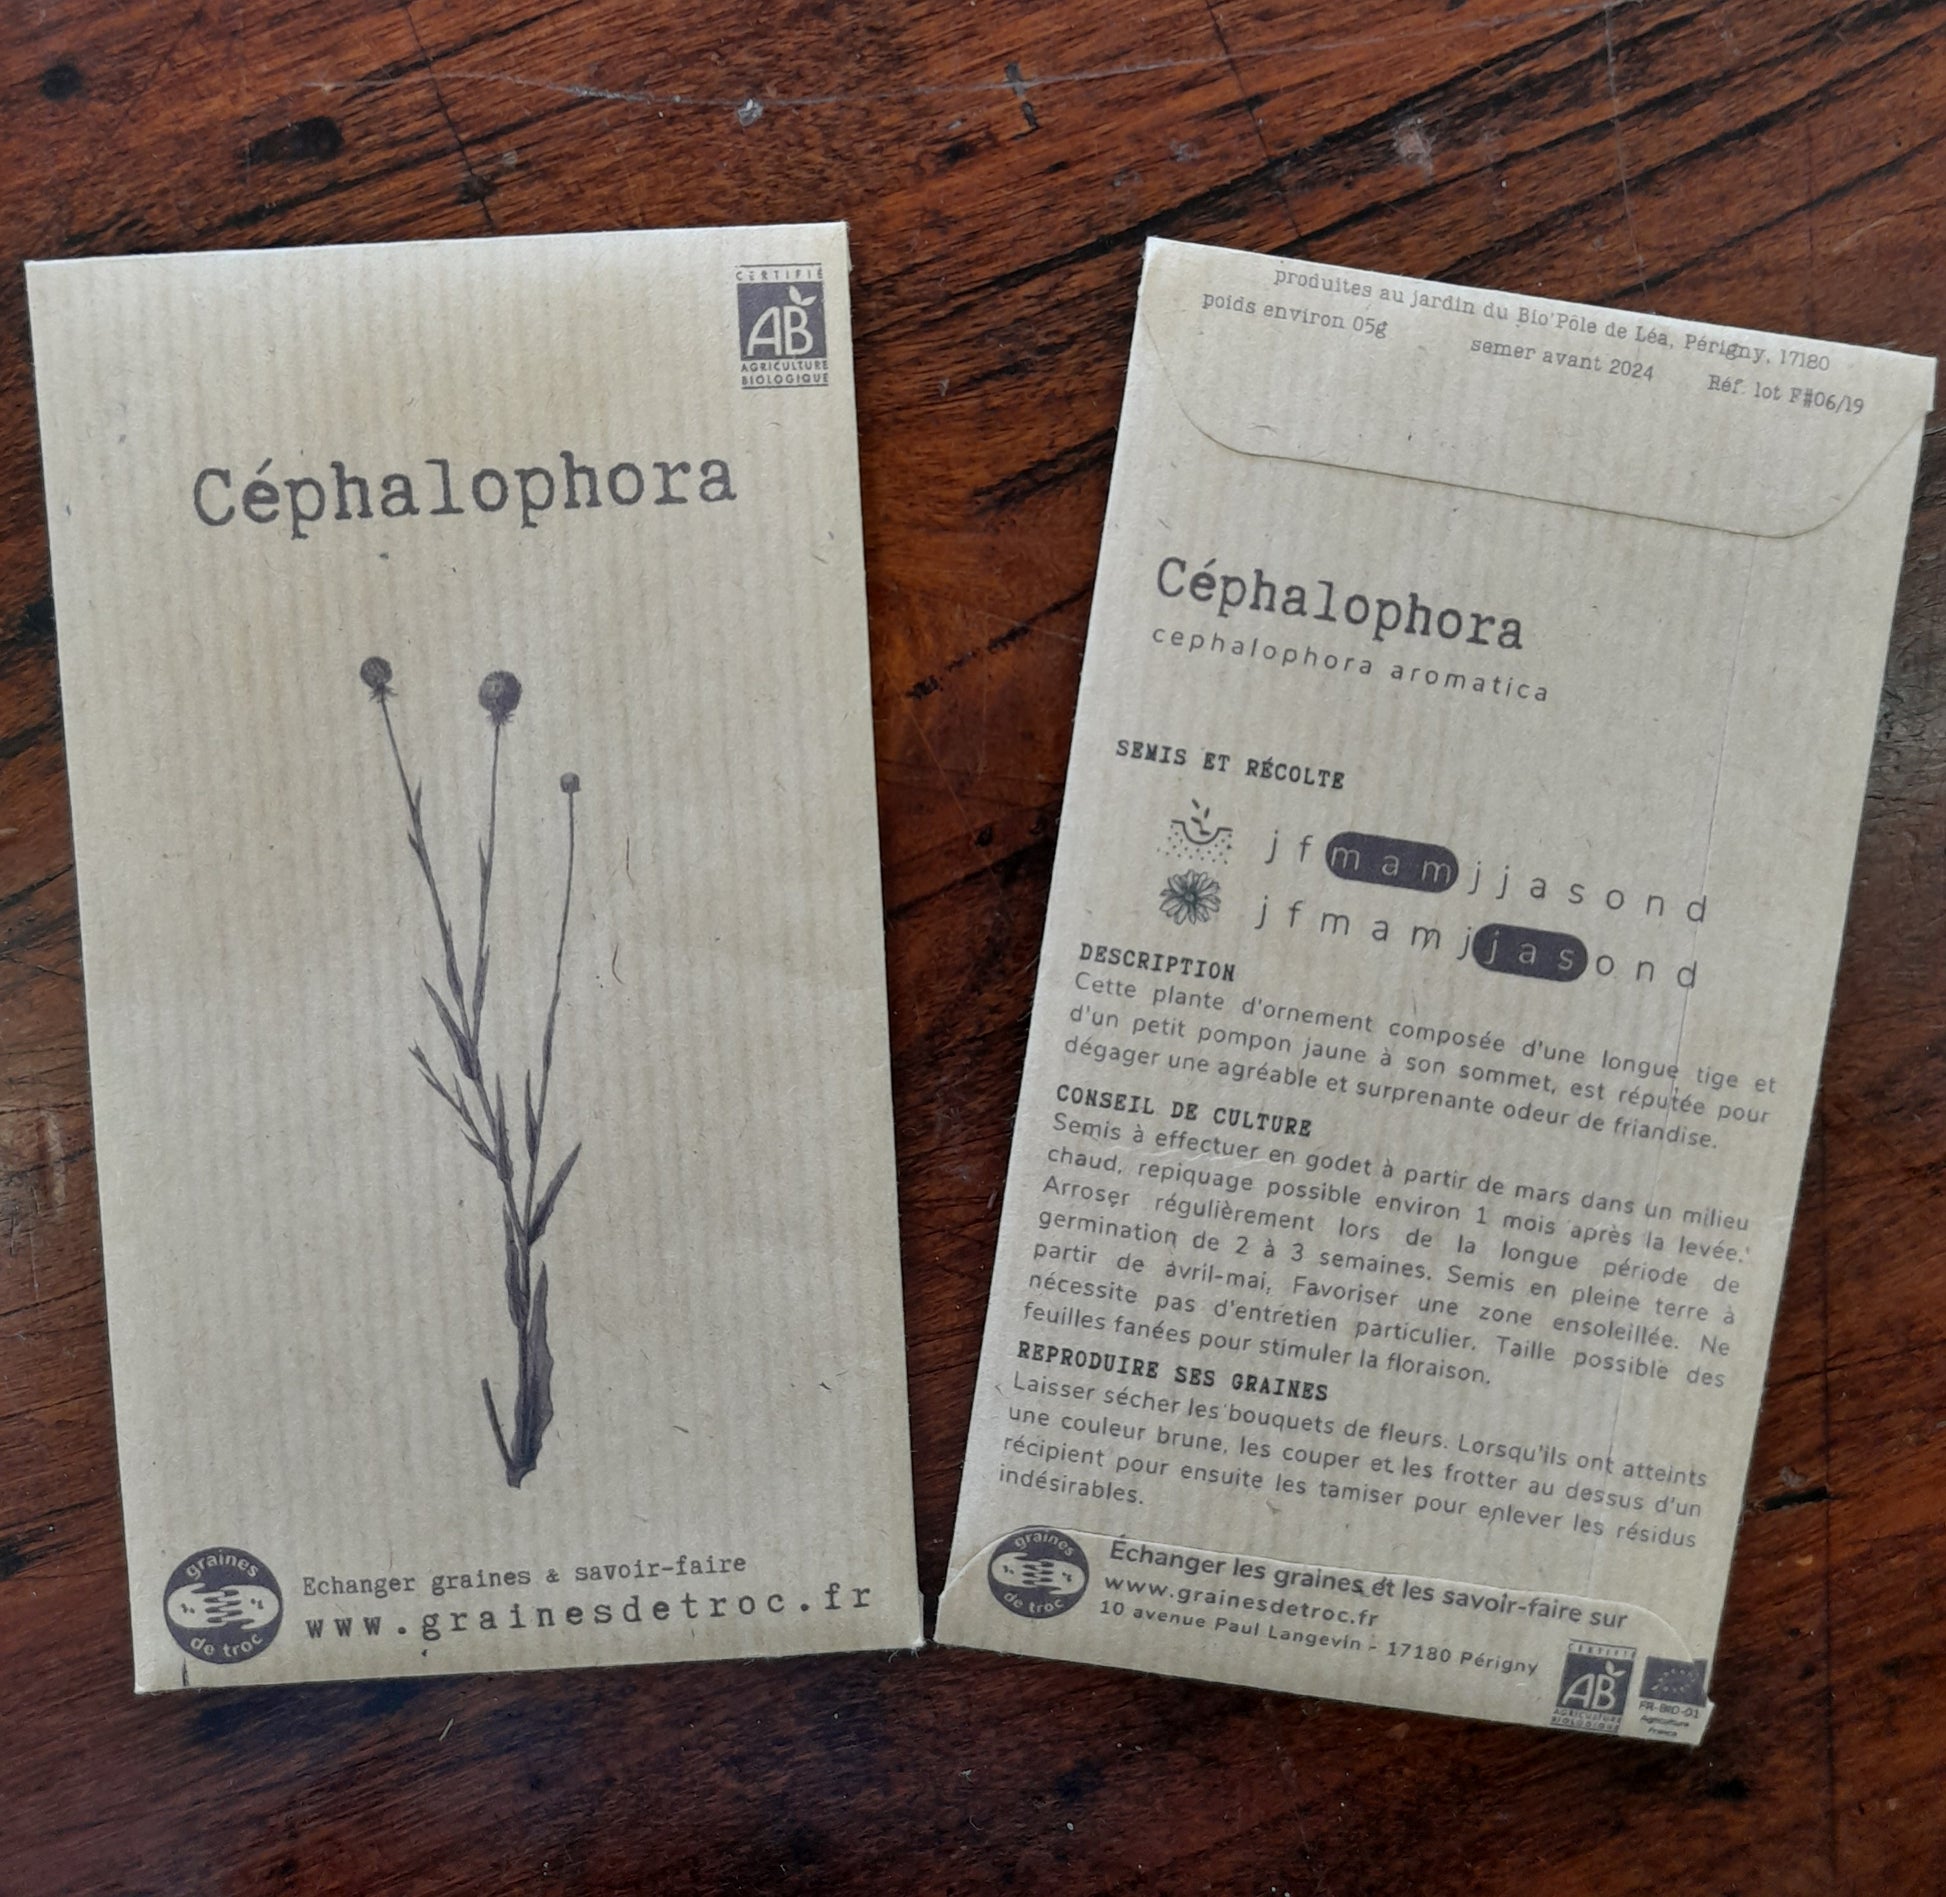 CERTIFIÉ
AB
AGRICULTURE
BIOLOGIQUE
Céphalophora
graines
de troc
Echanger graines & savoir-faire
www.grainesdetroc.fr
produites au jardin du Bio'Pôle de Léa, Périgny, 17180
poids environ 05g
semer avant 2024
Réf. lot F#06/19
Céphalophora
cephalophora aromatica
SEMIS ET RÉCOLTE
j f m a m j j a s o n d
j f m a m j j a s o n d
DESCRIPTION
Cette plante d'ornement composée d'une longue tige et
d'un petit pompon jaune à son sommet, est réputée pour
dégager une agréable et surprenante odeur de friandise.
CONSEIL DE CULTURE
Semis à effectuer en godet à partir de mars dans un milieu
chaud, repiquage possible environ 1 mois après la levée.
Arroser régulièrement lors de la longue période de
germination de 2 à 3 semaines. Semis en pleine terre à
partir de avril-mai, Favoriser une zone ensoleillée. Ne
nécessite pas d'entretien particulier. Taille possible des
feuilles fanées pour stimuler la floraison.
REPRODUIRE SES GRAINES
Laisser sécher les bouquets de fleurs. Lorsqu'ils ont atteints
une couleur brune, les couper et les frotter au dessus d'un
récipient pour ensuite les tamiser pour enlever les résidus
indésirables.
graines
de troc
Échanger les graines et les savoir-faire sur
www.grainesdetroc.fr
10 avenue Paul Langevin - 17180 Périgny
CERTIFIÉ
AB
AGRICULTURE
BIOLOGIQUE
FR-BIO-01
Agriculture
France